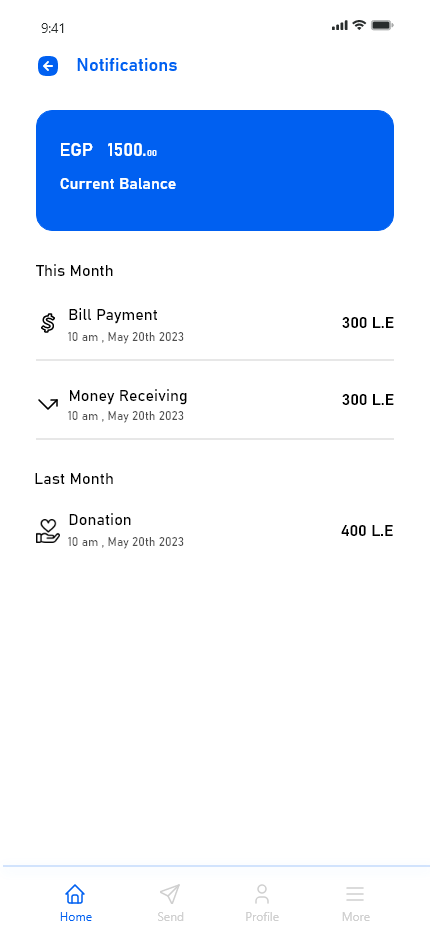 9:41
Notifications
EGP 1500.00
Current Balance
This Month
Bill Payment
300 L.E
10 am , May 20th 2023
Money Receiving
300 L.E
10 am , May 20th 2023
Last Month
Donation
400 L.E
10 am , May 20th 2023
Home Send Profile More